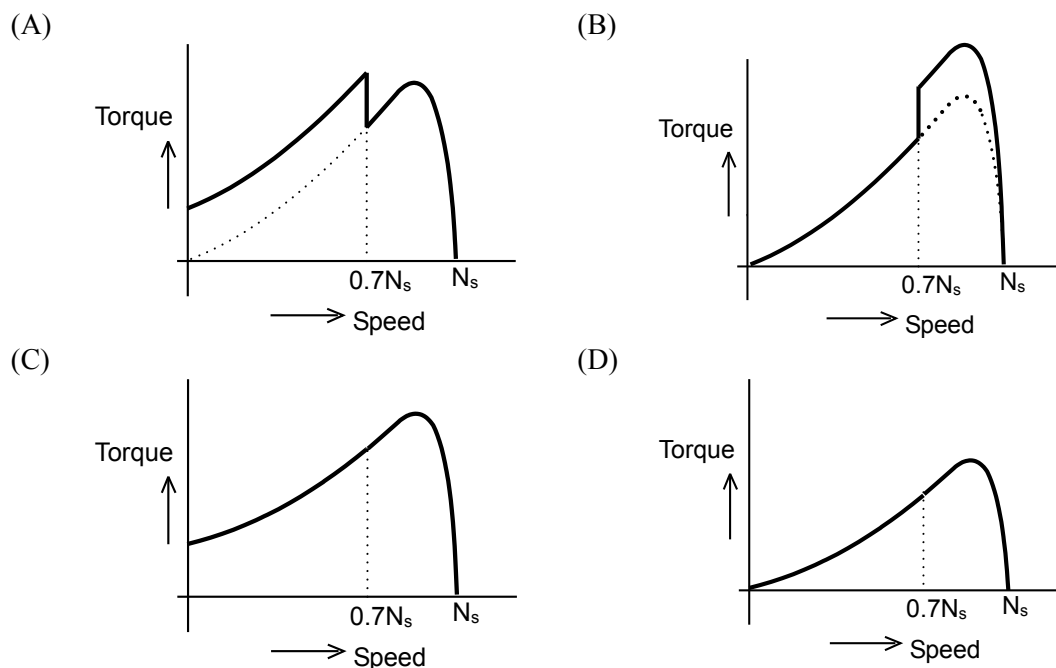 (A)
Torque
0.7Ns
Ns
Speed
(B)
Torque
0.7Ns
Ns
Speed
(C)
Torque
0.7Ns
Ns
Speed
(D)
Torque
0.7Ns
Ns
Speed